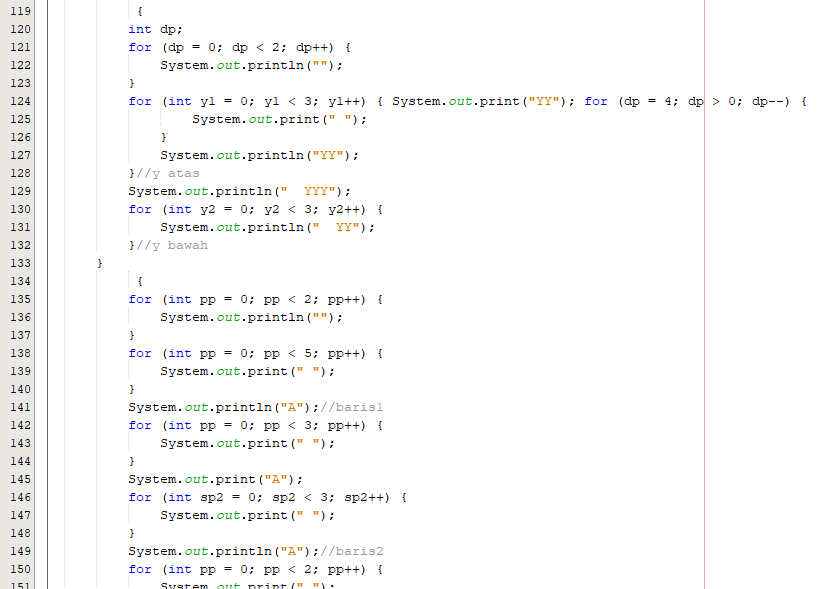 119 {
120 int dp;
121 for (dp = 0; dp < 2; dp++) {
122 System.out.println("");
123 }
124 for (int y1 = 0; y1 < 3; y1++) { System.out.print("YY"); for (dp = 4; dp > 0; dp--) {
125 System.out.print(" ");
126 }
127 System.out.println("YY");
128 }//y atas
129 System.out.println("  YYY");
130 for (int y2 = 0; y2 < 3; y2++) {
131 System.out.println("  YY");
132 }//y bawah
133 }
134 {
135 for (int pp = 0; pp < 2; pp++) {
136 System.out.println("");
137 }
138 for (int pp = 0; pp < 5; pp++) {
139 System.out.print(" ");
140 }
141 System.out.println("A");//baris1
142 for (int pp = 0; pp < 3; pp++) {
143 System.out.print(" ");
144 }
145 System.out.print("A");
146 for (int sp2 = 0; sp2 < 3; sp2++) {
147 System.out.print(" ");
148 }
149 System.out.println("A");//baris2
150 for (int pp = 0; pp < 2; pp++) {
151 System.out.print(" ");